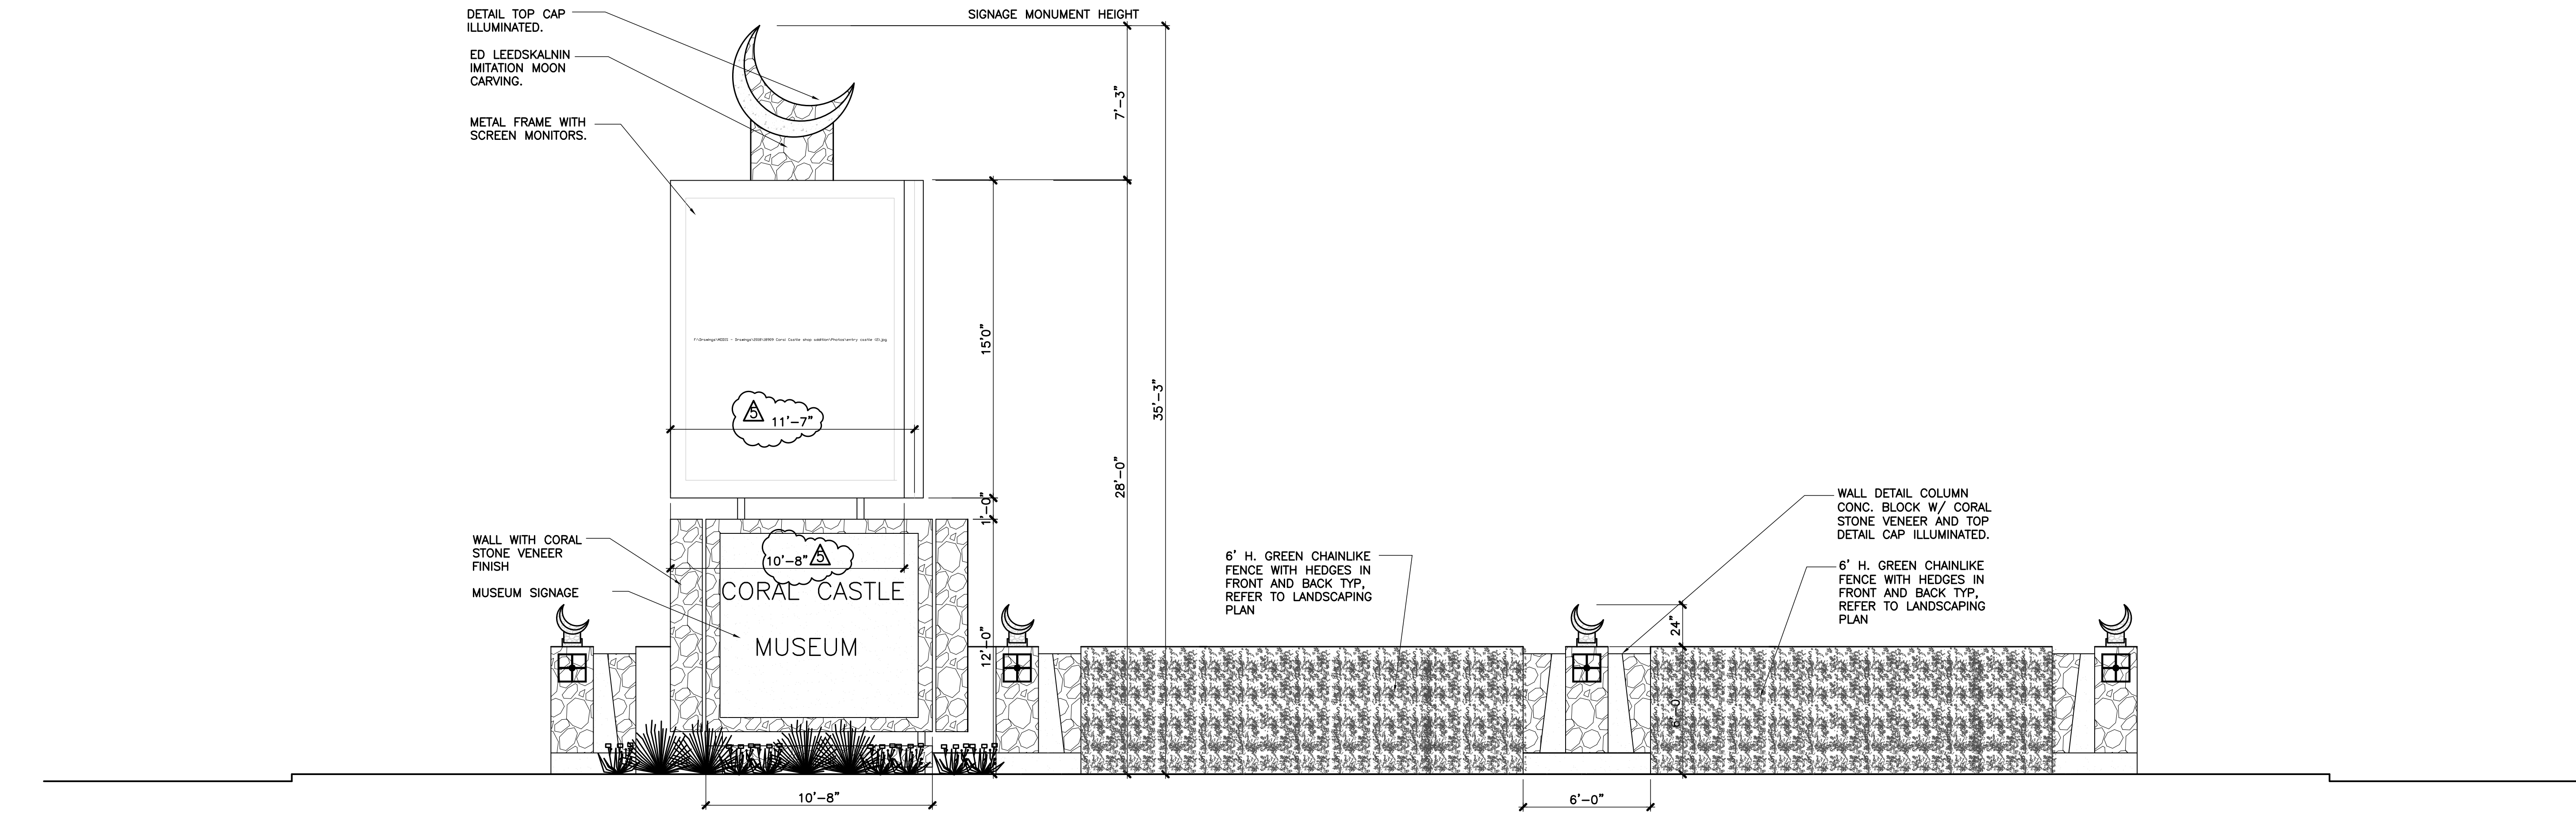 DETAIL TOP CAP
ILLUMINATED.
ED LEEDSKALNIN
IMITATION MOON
CARVING.
METAL FRAME WITH
SCREEN MONITORS.
SIGNAGE MONUMENT HEIGHT
7'-3"
15'0"
35'-3"
28'-0"
1'-0"
12'-0"
5
11'-7"
10'-8"
5
CORAL CASTLE
MUSEUM
WALL WITH CORAL
STONE VENEER
FINISH
MUSEUM SIGNAGE
10'-8"
6' H. GREEN CHAINLIKE
FENCE WITH HEDGES IN
FRONT AND BACK TYP,
REFER TO LANDSCAPING
PLAN
WALL DETAIL COLUMN
CONC. BLOCK W/ CORAL
STONE VENEER AND TOP
DETAIL CAP ILLUMINATED.
6' H. GREEN CHAINLIKE
FENCE WITH HEDGES IN
FRONT AND BACK TYP,
REFER TO LANDSCAPING
PLAN
24"
6'-0"
6'-0"